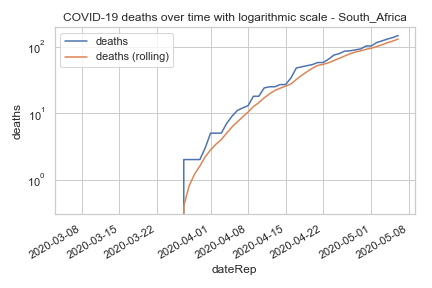 COVID-19 deaths over time with logarithmic scale - South_Africa
deaths
deaths (rolling)
10²
10¹
10⁰
deaths
2020-03-08
2020-03-15
2020-03-22
2020-04-01
2020-04-08
2020-04-15
2020-04-22
2020-05-01
2020-05-08
dateRep